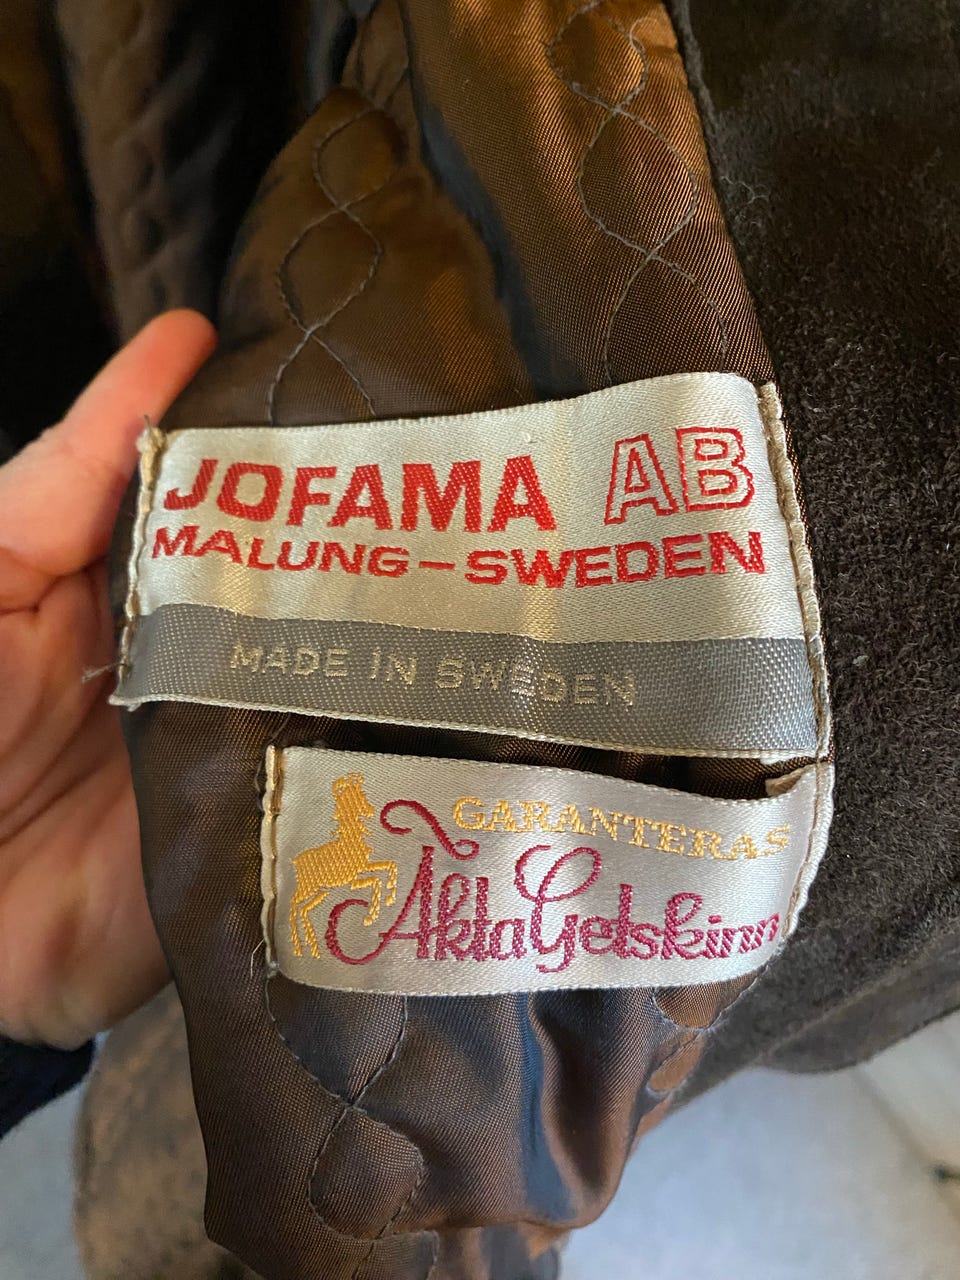 JOFAMA AB
MALUNG-SWEDEN
MADE IN SWEDEN
GARANTERAS
Äkta Getskinn